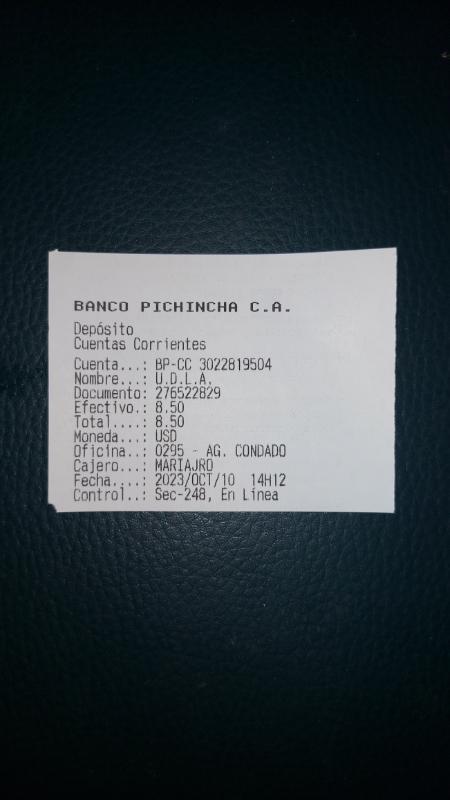 BANCO PICHINCHA C.A.
Depósito
Cuentas Corrientes
Cuenta...: BP-CC 3022819504
Nombre...: U.D.L.A.
Documento: 276522829
Efectivo.: 8.50
Total....: 8.50
Moneda...: USD
Oficina..: 0295 - AG. CONDADO
Cajero...: MARIAJRO
Fecha....: 2023/OCT/10  14H12
Control..: Sec-248, En Línea